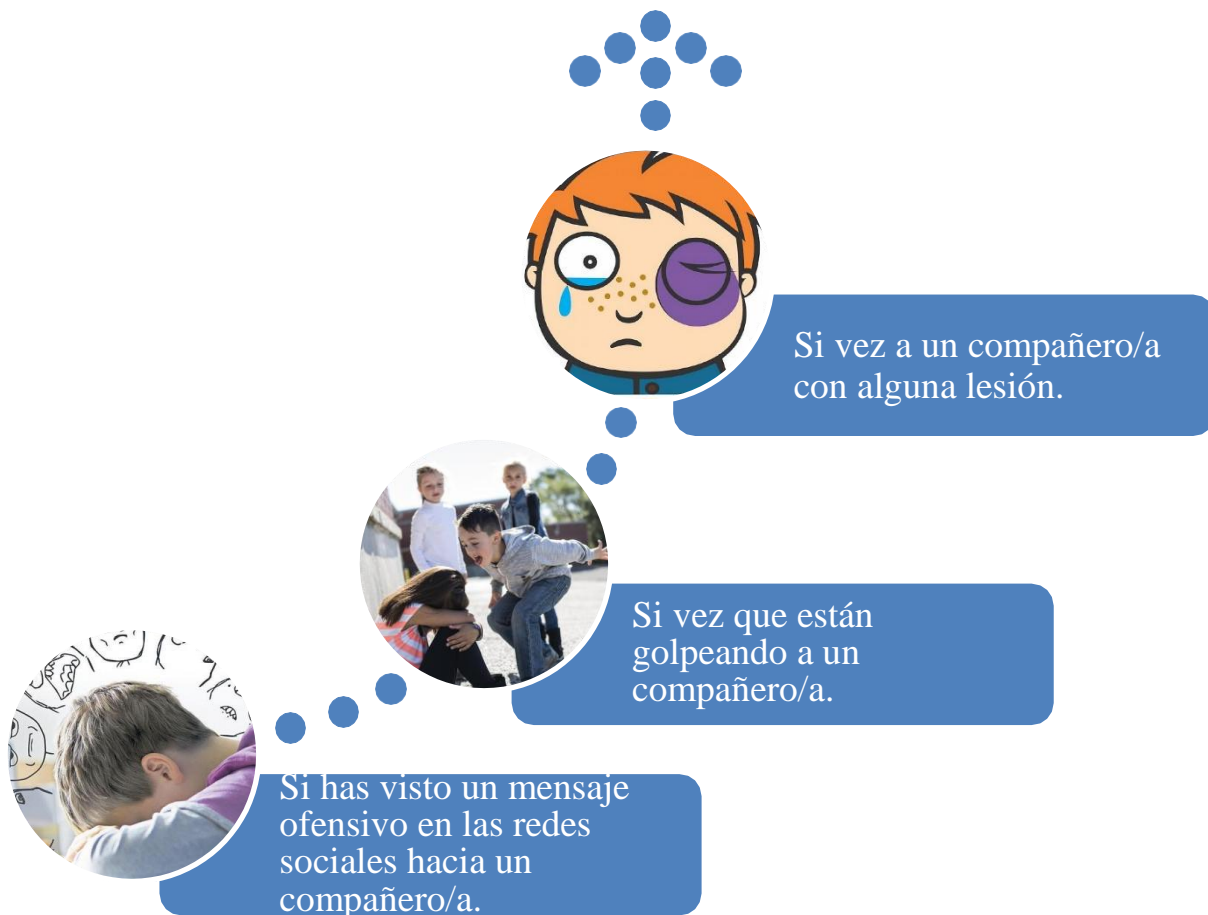 Si vez a un compañero/a
con alguna lesión.
Si vez que están
golpeando a un
compañero/a.
Si has visto un mensaje
ofensivo en las redes
sociales hacia un
compañero/a.